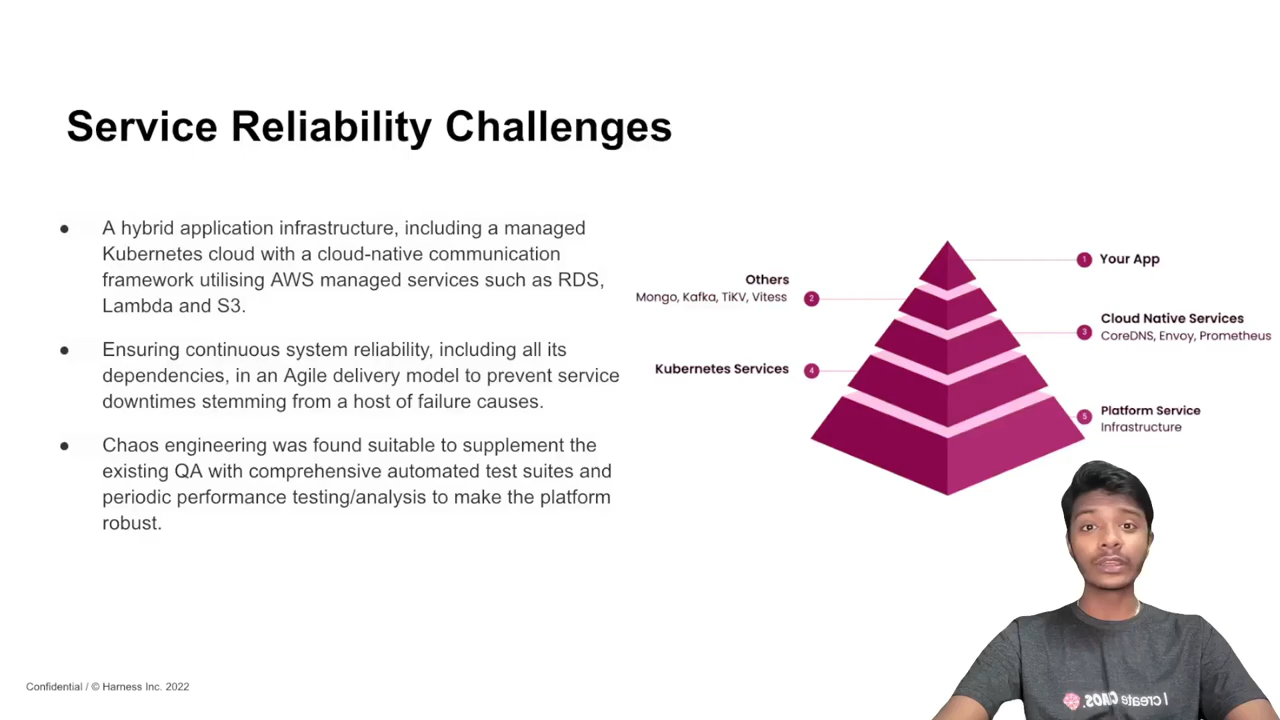 Service Reliability Challenges
● A hybrid application infrastructure, including a managed
Kubernetes cloud with a cloud-native communication
framework utilising AWS managed services such as RDS,
Lambda and S3.
● Ensuring continuous system reliability, including all its
dependencies, in an Agile delivery model to prevent service
downtimes stemming from a host of failure causes.
● Chaos engineering was found suitable to supplement the
existing QA with comprehensive automated test suites and
periodic performance testing/analysis to make the platform
robust.
1 Your App
Others
Mongo, Kafka, TiKV, Vitess
2
Cloud Native Services
3
CoreDNS, Envoy, Prometheus
Kubernetes Services 4
Platform Service
5
Infrastructure
I create CAOS.
Confidential / © Harness Inc. 2022